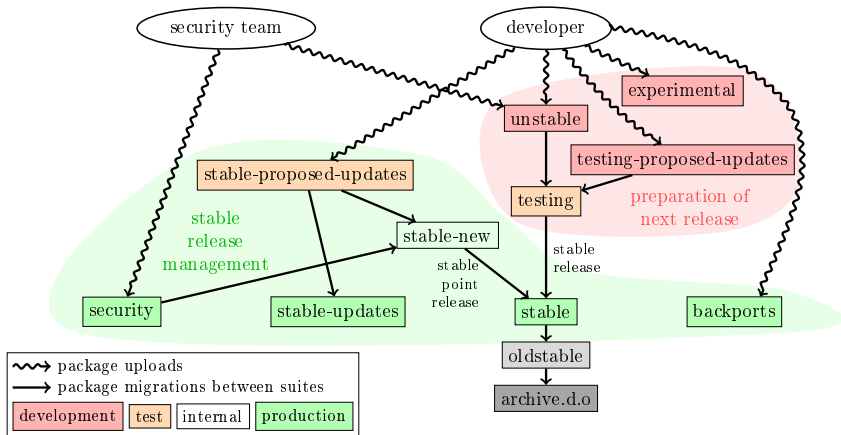 security team
developer
experimental
unstable
testing-proposed-updates
stable-proposed-updates
testing
preparation of
next release
stable
release
management
stable-new
stable
release
stable
point
release
security
stable-updates
stable
backports
oldstable
archive.d.o
package uploads
package migrations between suites
development test internal production